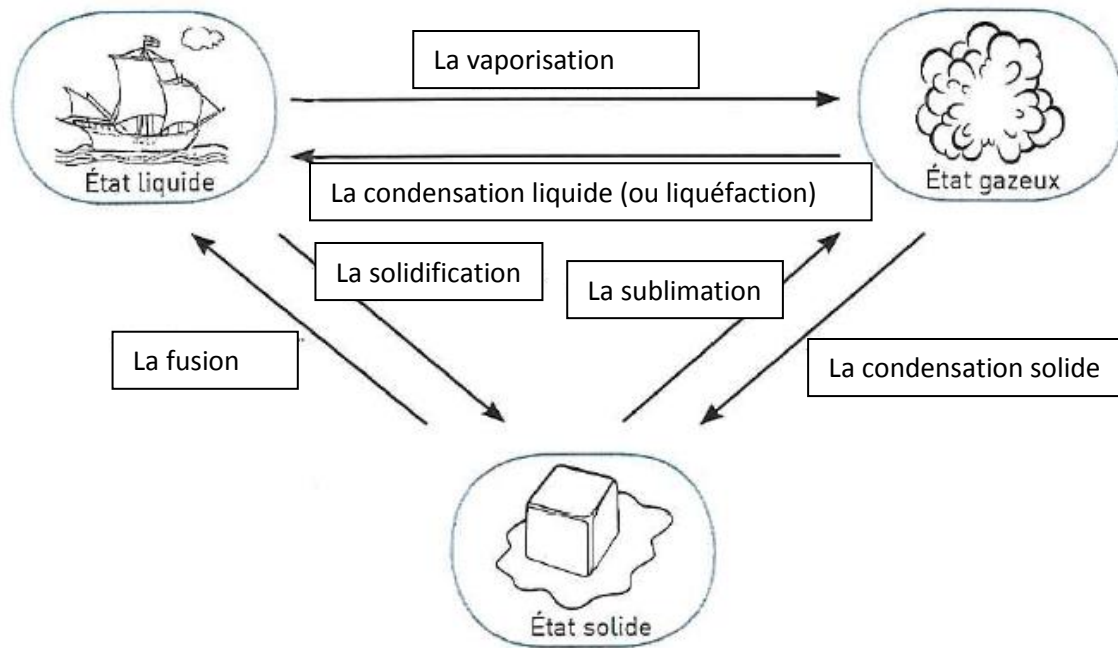 La vaporisation
État liquide
État gazeux
La condensation liquide (ou liquéfaction)
La solidification
La sublimation
La fusion
La condensation solide
État solide